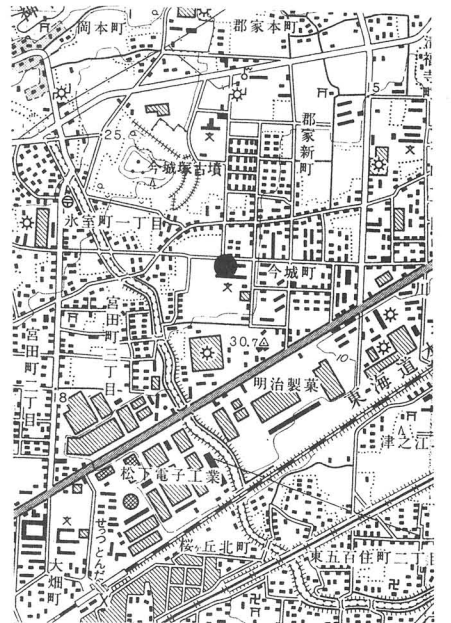 岡本町
郡家本町
郡家新町
5
25.
今城塚古墳
氷室町一丁目
今城町
宮田町二丁目
宮田町二丁目
30.7
10
明治製菓
東海道
8
津之江
松下電子工業
せっつとんだ
桜ヶ丘北町
東五百住町二丁目
大畑町